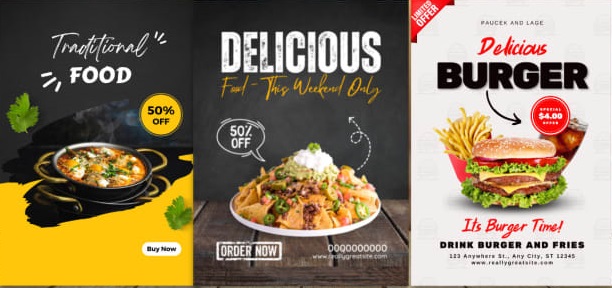 Traditional
FOOD
50%
OFF
Buy Now
DELICIOUS
Food - This Weekend Only
50%
OFF
ORDER NOW
0000000000
www.reallygreatsite.com
LIMITED
OFFER
PAUCEK AND LAGE
Delicious
BURGER
SPECIAL
$4.00
OFFER
It's Burger Time!
DRINK BURGER AND FRIES
123 Anywhere St., Any City, ST 12345
www.reallygreatsite.com